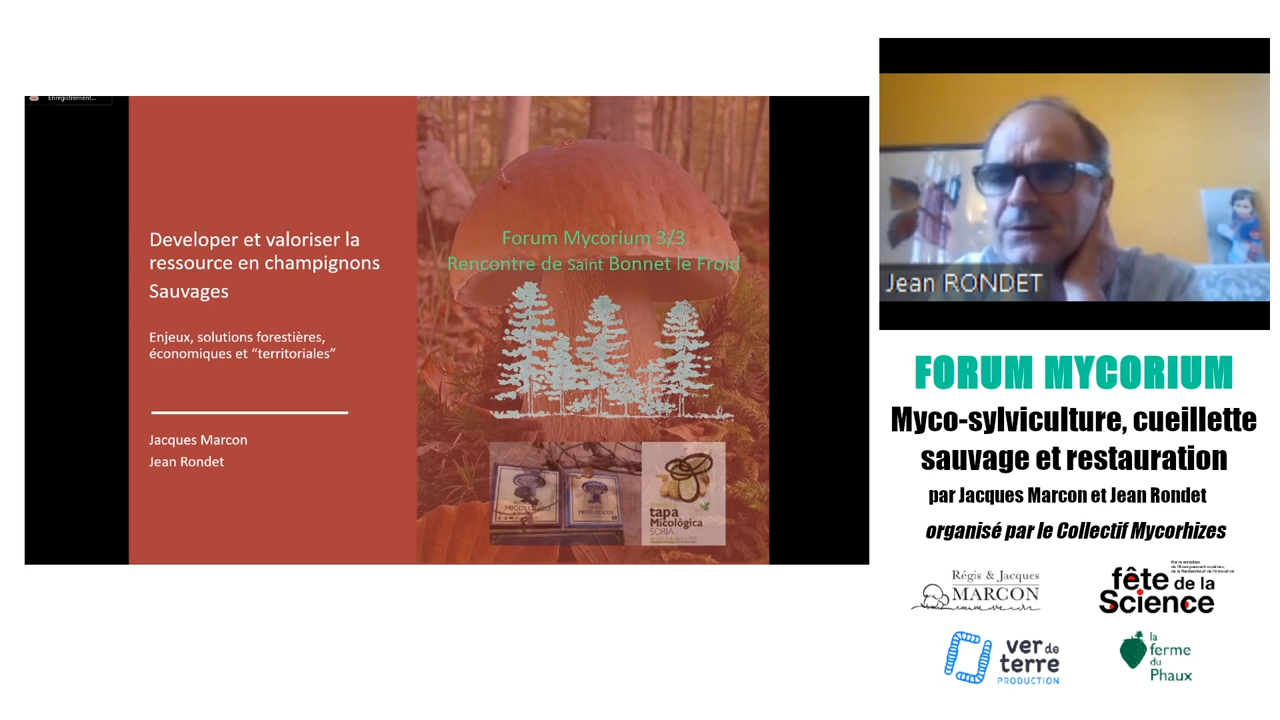 Enregistrement...
Developer et valoriser la
ressource en champignons
Sauvages
Enjeux, solutions forestières,
économiques et “territoriales”
Jacques Marcon
Jean Rondet
Forum Mycorium 3/3
Rencontre de Saint Bonnet le Froid
tapa
Micológica
SORIA
Jean RONDET
FORUM MYCORIUM
Myco-sylviculture, cueillette
sauvage et restauration
par Jacques Marcon et Jean Rondet
organisé par le Collectif Mycorhizes
Régis & Jacques
MARCON
fête de la
Science
ver de
terre
PRODUCTION
la
ferme
du
Phaux